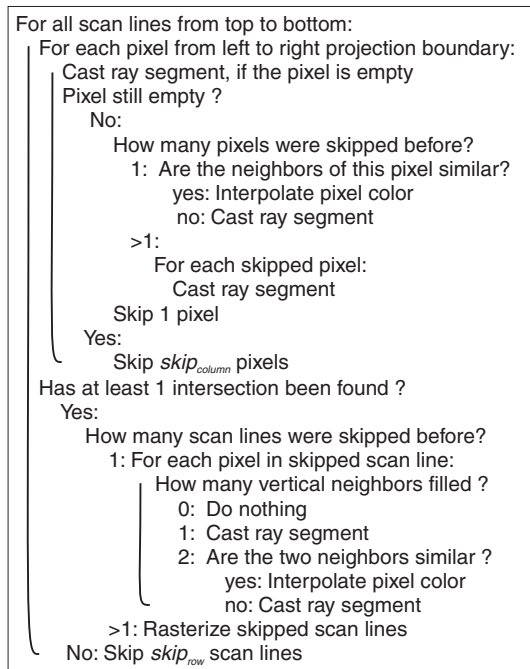 For all scan lines from top to bottom:
For each pixel from left to right projection boundary:
Cast ray segment, if the pixel is empty
Pixel still empty ?
No:
How many pixels were skipped before?
1: Are the neighbors of this pixel similar?
yes: Interpolate pixel color
no: Cast ray segment
>1:
For each skipped pixel:
Cast ray segment
Skip 1 pixel
Yes:
Skip skip_column pixels
Has at least 1 intersection been found ?
Yes:
How many scan lines were skipped before?
1: For each pixel in skipped scan line:
How many vertical neighbors filled ?
0: Do nothing
1: Cast ray segment
2: Are the two neighbors similar ?
yes: Interpolate pixel color
no: Cast ray segment
>1: Rasterize skipped scan lines
No: Skip skip_row scan lines